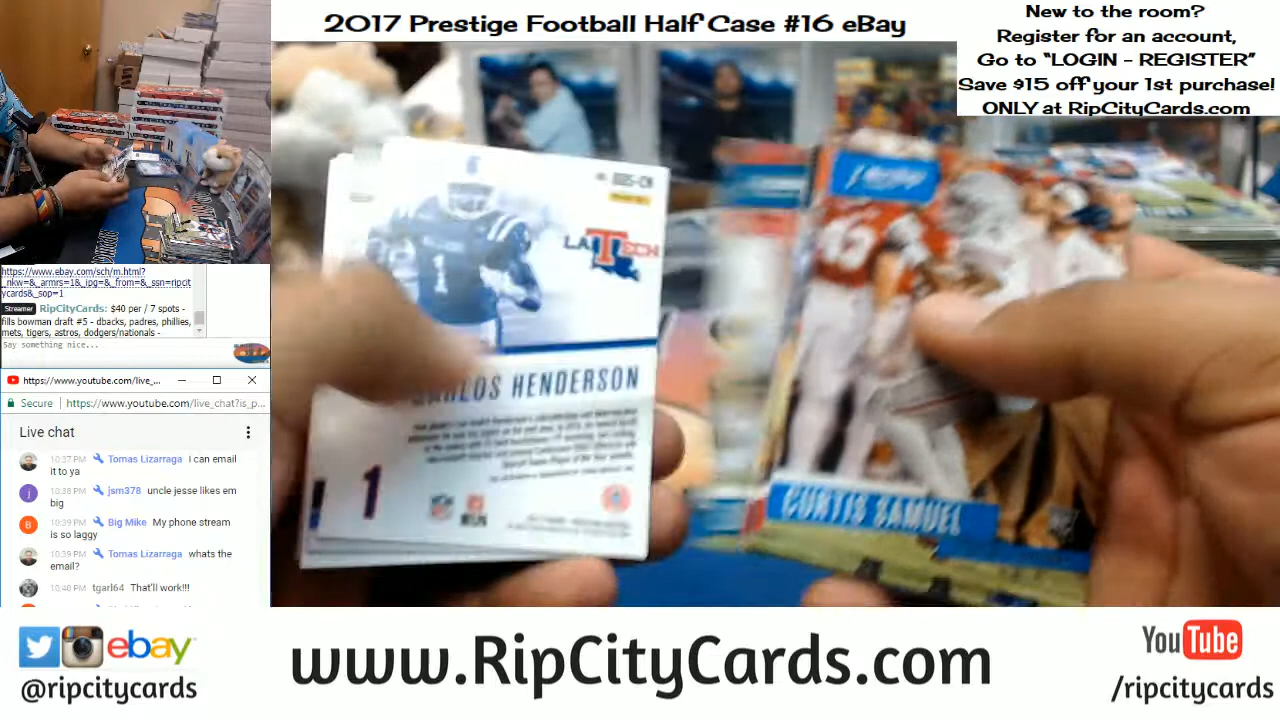 2017 Prestige Football Half Case #16 eBay
New to the room?
Register for an account,
Go to “LOGIN - REGISTER”
Save $15 off your 1st purchase!
ONLY at RipCityCards.com
https://www.ebay.com/sch/m.html?
_nkw=&_armrs=1&_ipg=&_from=&_ssn=ripcit
ycards&_sop=1
Streamer RipCityCards: $40 per / 7 spots -
fills bowman draft #5 - dbacks, padres, phillies,
mets, tigers, astros, dodgers/nationals -
Say something nice...
https://www.youtube.com/live_...
Secure https://www.youtube.com/live_chat?is_p...
Live chat
10:37 PM Tomas Lizarraga i can email
it to ya
10:38 PM jsm378 uncle jesse likes em
big
10:39 PM Big Mike My phone stream
is so laggy
10:39 PM Tomas Lizarraga whats the
email?
10:40 PM tgarl64 That'll work!!!
LA TECH
HENDERSON
1
1
CURTIS SAMUEL
ebay
@ripcitycards
www.RipCityCards.com
YouTube
/ripcitycards